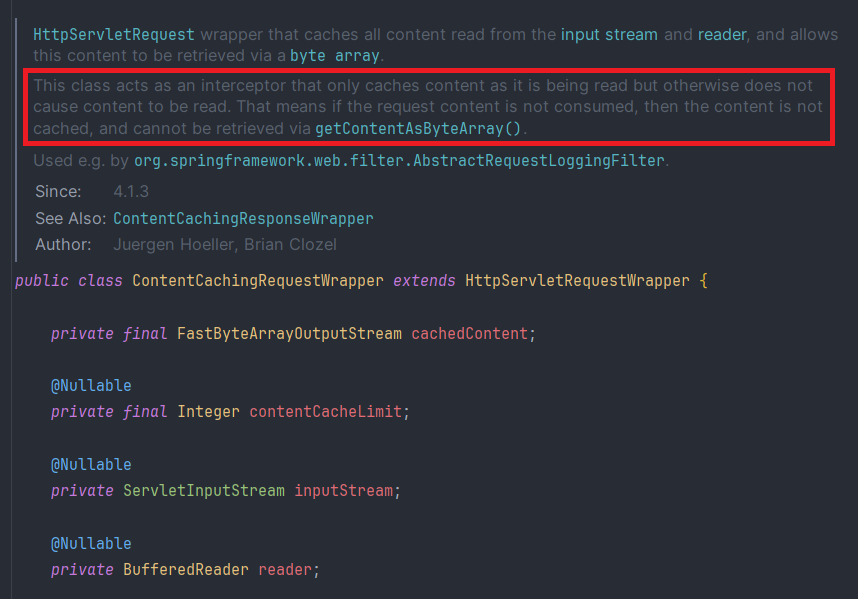 HttpServletRequest wrapper that caches all content read from the input stream and reader, and allows
this content to be retrieved via a byte array.
This class acts as an interceptor that only caches content as it is being read but otherwise does not
cause content to be read. That means if the request content is not consumed, then the content is not
cached, and cannot be retrieved via getContentAsByteArray().
Used e.g. by org.springframework.web.filter.AbstractRequestLoggingFilter.
Since: 4.1.3
See Also: ContentCachingResponseWrapper
Author: Juergen Hoeller, Brian Clozel
public class ContentCachingRequestWrapper extends HttpServletRequestWrapper {
private final FastByteArrayOutputStream cachedContent;
@Nullable
private final Integer contentCacheLimit;
@Nullable
private ServletInputStream inputStream;
@Nullable
private BufferedReader reader;